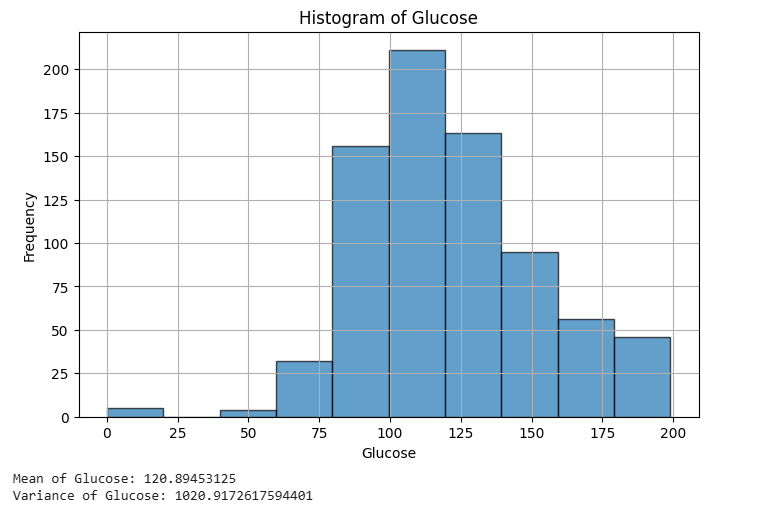 Histogram of Glucose
200
175
150
125
100
75
50
25
0
Frequency
0 25 50 75 100 125 150 175 200
Glucose
Mean of Glucose: 120.89453125
Variance of Glucose: 1020.9172617594401